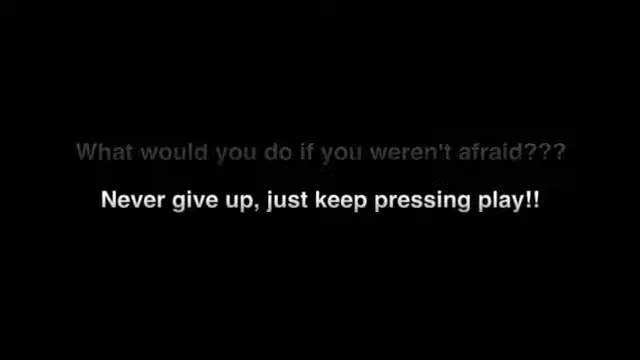 What would you do if you weren't afraid???
Never give up, just keep pressing play!!